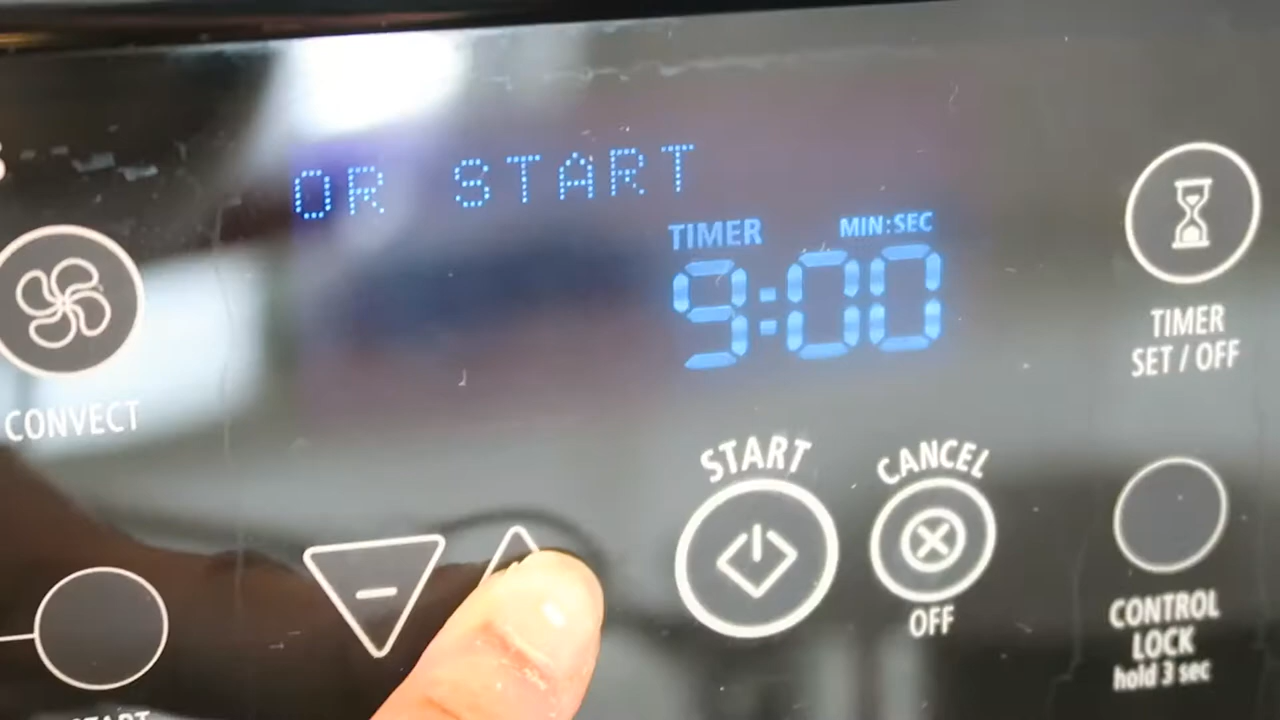 OR START
TIMER MIN:SEC
9:00
CONVECT
TIMER
SET / OFF
START
CANCEL
OFF
CONTROL
LOCK
hold 3 sec
START